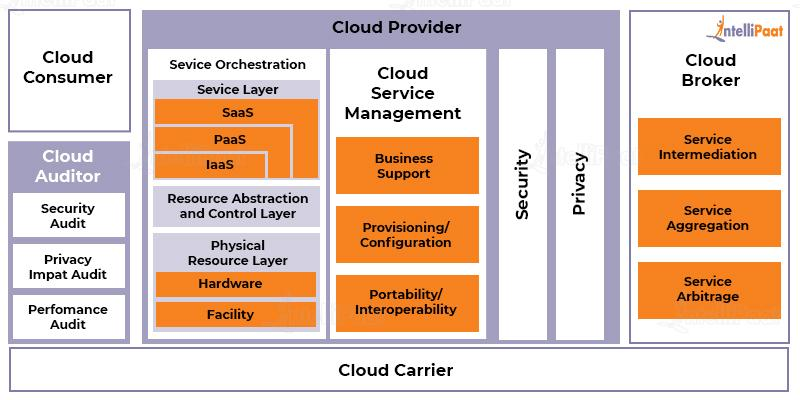 Cloud
Consumer
Cloud
Auditor
Security
Audit
Privacy
Impat Audit
Perfomance
Audit
Cloud Provider
Sevice Orchestration
Sevice Layer
SaaS
PaaS
IaaS
Resource Abstraction
and Control Layer
Physical
Resource Layer
Hardware
Facility
Cloud
Service
Management
Business
Support
Provisioning/
Configuration
Portability/
Interoperability
Security
Privacy
INTELLIPAAT
Cloud
Broker
Service
Intermediation
Service
Aggregation
Service
Arbitrage
Cloud Carrier